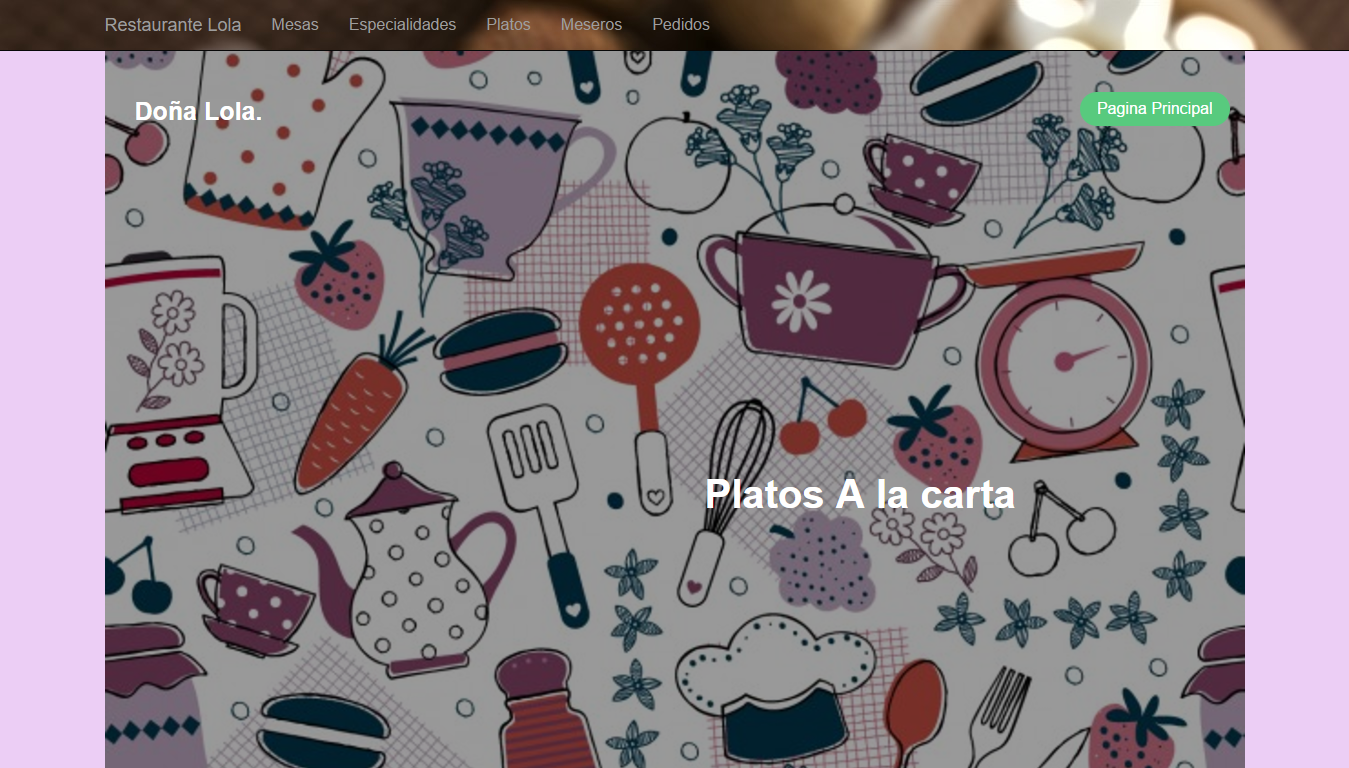 Restaurante Lola Mesas Especialidades Platos Meseros Pedidos
Doña Lola. Pagina Principal
Platos A la carta